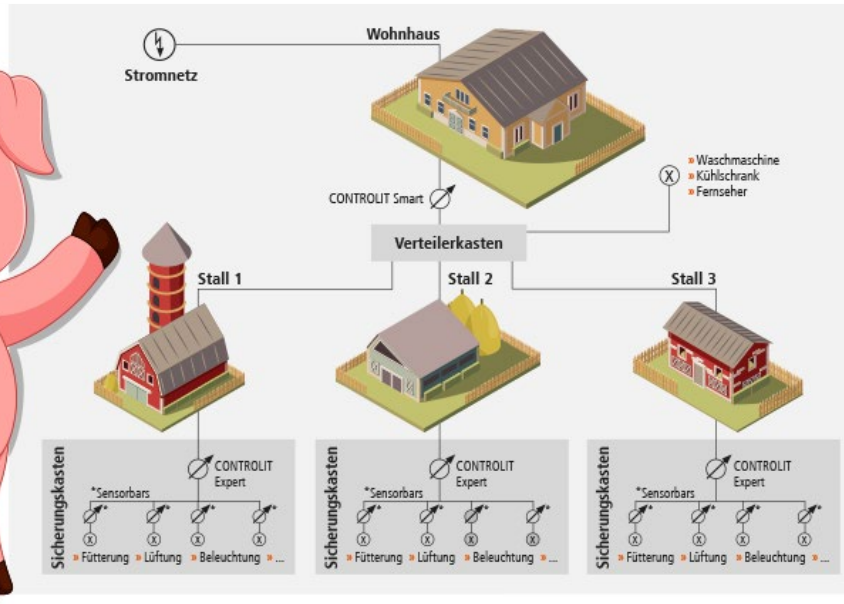 Wohnhaus
Stromnetz
» Waschmaschine
» Kühlschrank
» Fernseher
CONTROLIT Smart
Verteilerkasten
Stall 1
Stall 2
Stall 3
Sicherungskasten
CONTROLIT
Expert
*Sensorbars
* * * *
X X X X
» Fütterung » Lüftung » Beleuchtung » ...
Sicherungskasten
CONTROLIT
Expert
*Sensorbars
* * * *
X X X X
» Fütterung » Lüftung » Beleuchtung » ...
Sicherungskasten
CONTROLIT
Expert
*Sensorbars
* * * *
X X X X
» Fütterung » Lüftung » Beleuchtung » ...
X